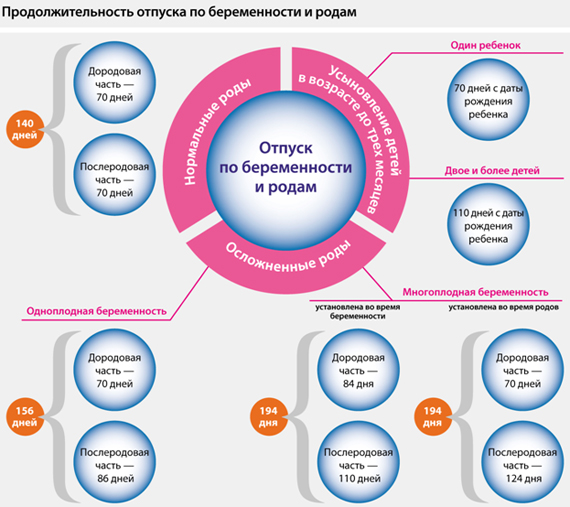 Продолжительность отпуска по беременности и родам
140
дней
Дородовая
часть —
70 дней
Послеродовая
часть —
70 дней
Нормальные роды
Усыновление детей
в возрасте до трех месяцев
Осложненные роды
Отпуск
по беременности
и родам
Один ребенок
70 дней с даты
рождения
ребенка
Двое и более детей
110 дней с даты
рождения
ребенка
Одноплодная беременность
156
дней
Дородовая
часть —
70 дней
Послеродовая
часть —
86 дней
Многоплодная беременность
установлена во время
беременности
194
дня
Дородовая
часть —
84 дня
Послеродовая
часть —
110 дней
установлена во время родов
194
дня
Дородовая
часть —
70 дней
Послеродовая
часть —
124 дня